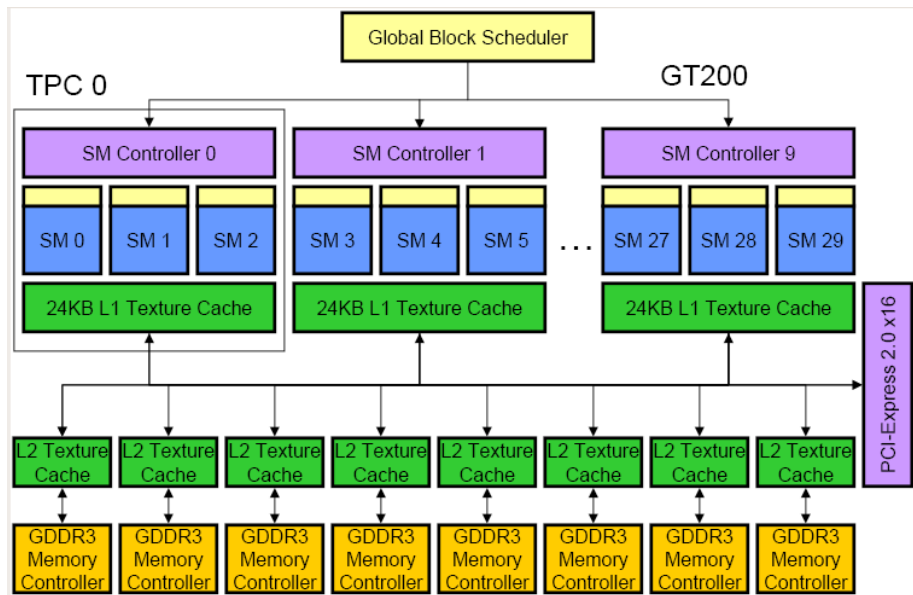 Global Block Scheduler
TPC 0
GT200
SM Controller 0
SM Controller 1
SM Controller 9
SM 0
SM 1
SM 2
SM 3
SM 4
SM 5
...
SM 27
SM 28
SM 29
24KB L1 Texture Cache
24KB L1 Texture Cache
24KB L1 Texture Cache
PCI-Express 2.0 x16
L2 Texture
Cache
L2 Texture
Cache
L2 Texture
Cache
L2 Texture
Cache
L2 Texture
Cache
L2 Texture
Cache
L2 Texture
Cache
L2 Texture
Cache
GDDR3
Memory
Controller
GDDR3
Memory
Controller
GDDR3
Memory
Controller
GDDR3
Memory
Controller
GDDR3
Memory
Controller
GDDR3
Memory
Controller
GDDR3
Memory
Controller
GDDR3
Memory
Controller